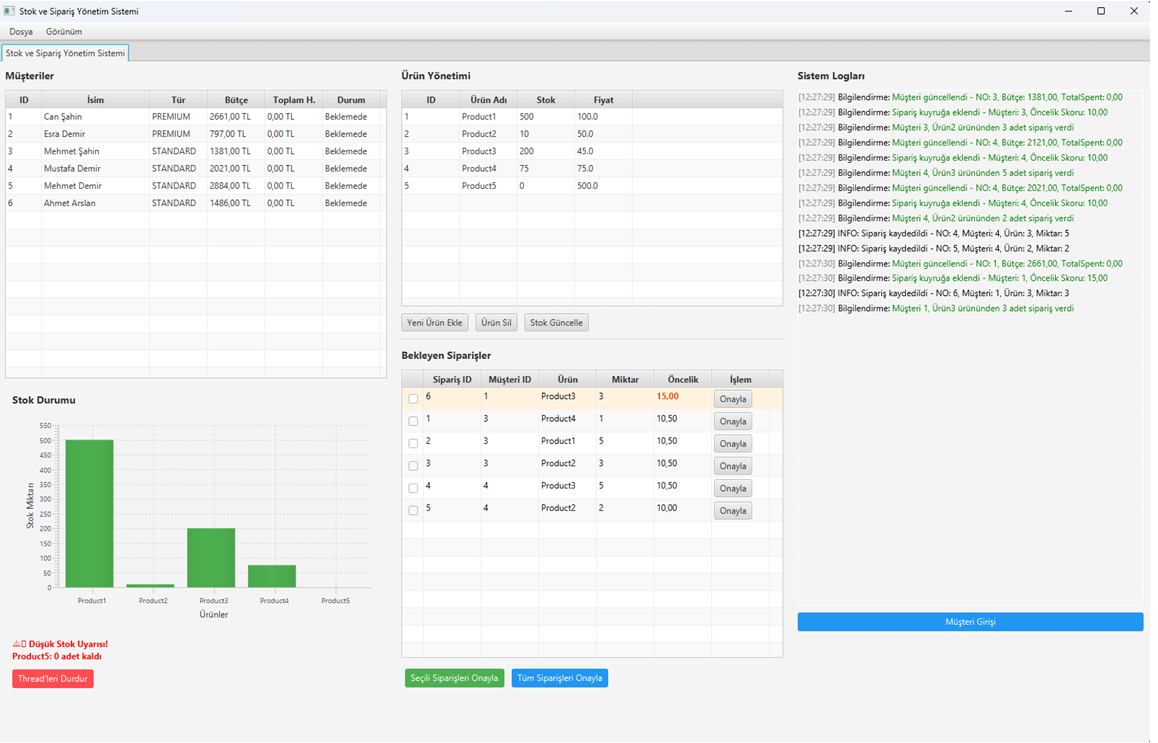 Stok ve Sipariş Yönetim Sistemi
Dosya Görünüm
Stok ve Sipariş Yönetim Sistemi
Müşteriler
ID İsim Tür Bütçe Toplam H. Durum
1 Can Şahin PREMIUM 2661,00 TL 0,00 TL Beklemede
2 Esra Demir PREMIUM 797,00 TL 0,00 TL Beklemede
3 Mehmet Şahin STANDARD 1381,00 TL 0,00 TL Beklemede
4 Mustafa Demir STANDARD 2021,00 TL 0,00 TL Beklemede
5 Mehmet Demir STANDARD 2884,00 TL 0,00 TL Beklemede
6 Ahmet Arslan STANDARD 1486,00 TL 0,00 TL Beklemede
Stok Durumu
550
500
450
400
350
300
250
200
150
100
50
0
Stok Miktarı
Product1 Product2 Product3 Product4 Product5
Ürünler
⚠ Düşük Stok Uyarısı!
Product5: 0 adet kaldı
Thread'leri Durdur
Ürün Yönetimi
ID Ürün Adı Stok Fiyat
1 Product1 500 100.0
2 Product2 10 50.0
3 Product3 200 45.0
4 Product4 75 75.0
5 Product5 0 500.0
Yeni Ürün Ekle Ürün Sil Stok Güncelle
Bekleyen Siparişler
Sipariş ID Müşteri ID Ürün Miktar Öncelik İşlem
6 1 Product3 3 15,00 Onayla
1 3 Product4 1 10,50 Onayla
2 3 Product1 5 10,50 Onayla
3 3 Product2 3 10,50 Onayla
4 4 Product3 5 10,50 Onayla
5 4 Product2 2 10,00 Onayla
Seçili Siparişleri Onayla Tüm Siparişleri Onayla
Sistem Logları
[12:27:29] Bilgilendirme: Müşteri güncellendi - NO: 3, Bütçe: 1381,00, TotalSpent: 0,00
[12:27:29] Bilgilendirme: Sipariş kuyruğa eklendi - Müşteri: 3, Öncelik Skoru: 10,00
[12:27:29] Bilgilendirme: Müşteri 3, Ürün2 ürününden 3 adet sipariş verdi
[12:27:29] Bilgilendirme: Müşteri güncellendi - NO: 4, Bütçe: 2121,00, TotalSpent: 0,00
[12:27:29] Bilgilendirme: Sipariş kuyruğa eklendi - Müşteri: 4, Öncelik Skoru: 10,00
[12:27:29] Bilgilendirme: Müşteri 4, Ürün3 ürününden 5 adet sipariş verdi
[12:27:29] Bilgilendirme: Müşteri güncellendi - NO: 4, Bütçe: 2021,00, TotalSpent: 0,00
[12:27:29] Bilgilendirme: Sipariş kuyruğa eklendi - Müşteri: 4, Öncelik Skoru: 10,00
[12:27:29] Bilgilendirme: Müşteri 4, Ürün2 ürününden 2 adet sipariş verdi
[12:27:29] INFO: Sipariş kaydedildi - NO: 4, Müşteri: 4, Ürün: 3, Miktar: 5
[12:27:29] INFO: Sipariş kaydedildi - NO: 5, Müşteri: 4, Ürün: 2, Miktar: 2
[12:27:30] Bilgilendirme: Müşteri güncellendi - NO: 1, Bütçe: 2661,00, TotalSpent: 0,00
[12:27:30] Bilgilendirme: Sipariş kuyruğa eklendi - Müşteri: 1, Öncelik Skoru: 15,00
[12:27:30] INFO: Sipariş kaydedildi - NO: 6, Müşteri: 1, Ürün: 3, Miktar: 3
[12:27:30] Bilgilendirme: Müşteri 1, Ürün3 ürününden 3 adet sipariş verdi
Müşteri Girişi